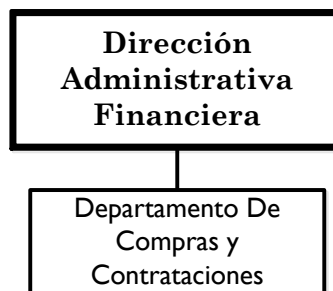 Dirección
Administrativa
Financiera
Departamento De
Compras y
Contrataciones